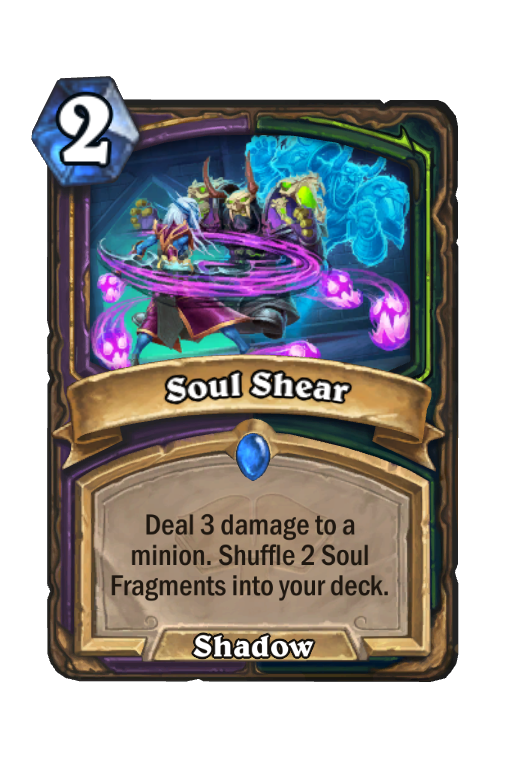 2
Soul Shear
Deal 3 damage to a
minion. Shuffle 2 Soul
Fragments into your deck.
Shadow